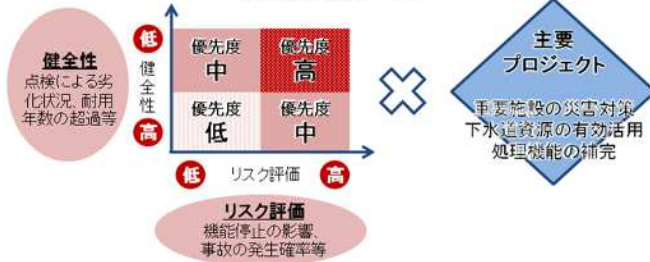 健全性
点検による劣
化状況、耐用
年数の超過等
低
健全性
高
優先度
中
優先度
高
優先度
低
優先度
中
低
リスク評価
高
リスク評価
機能停止の影響、
事故の発生確率等
主要
プロジェクト
重要施設の災害対策
下水道資源の有効活用
処理機能の補完